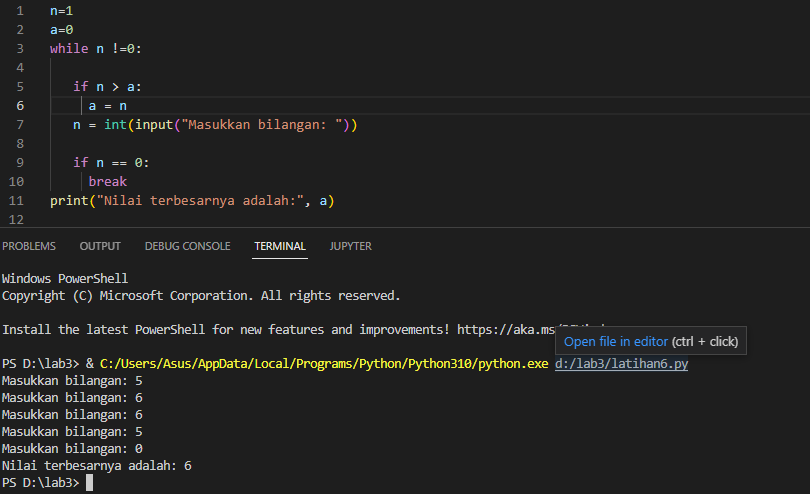 1 n=1
2 a=0
3 while n !=0:
4
5 if n > a:
6 a = n
7 n = int(input("Masukkan bilangan: "))
8
9 if n == 0:
10 break
11 print("Nilai terbesarnya adalah:", a)
12
PROBLEMS OUTPUT DEBUG CONSOLE TERMINAL JUPYTER
Windows PowerShell
Copyright (C) Microsoft Corporation. All rights reserved.
Install the latest PowerShell for new features and improvements! https://aka.ms/
Open file in editor (ctrl + click)
PS D:\lab3> & C:/Users/Asus/AppData/Local/Programs/Python/Python310/python.exe d:/lab3/latihan6.py
Masukkan bilangan: 5
Masukkan bilangan: 6
Masukkan bilangan: 6
Masukkan bilangan: 5
Masukkan bilangan: 0
Nilai terbesarnya adalah: 6
PS D:\lab3>